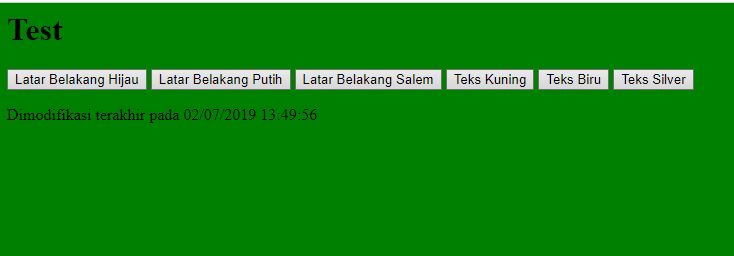 Test
Latar Belakang Hijau Latar Belakang Putih Latar Belakang Salem Teks Kuning Teks Biru Teks Silver
Dimodifikasi terakhir pada 02/07/2019 13:49:56